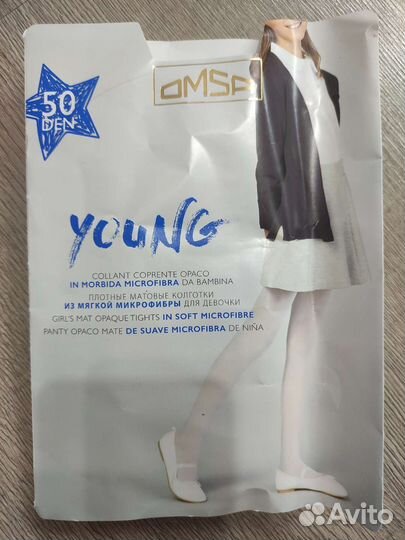 50
DEN
OMSA
YOUNG
COLLANT COPRENTE OPACO
IN MORBIDA MICROFIBRA DA BAMBINA
ПЛОТНЫЕ МАТОВЫЕ КОЛГОТКИ
ИЗ МЯГКОЙ МИКРОФИБРЫ ДЛЯ ДЕВОЧКИ
GIRL'S MAT OPAQUE TIGHTS IN SOFT MICROFIBRE
PANTY OPACO MATE DE SUAVE MICROFIBRA DE NIÑA
Avito